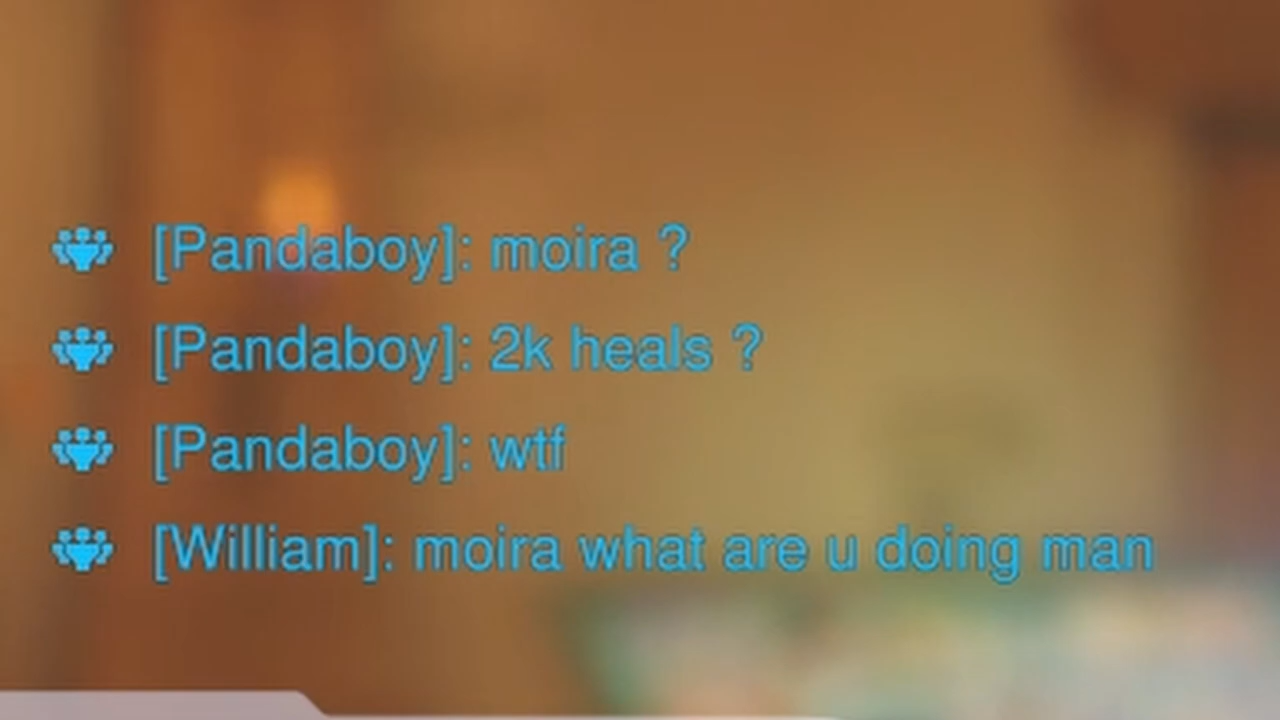 [Pandaboy]: moira ?
[Pandaboy]: 2k heals ?
[Pandaboy]: wtf
[William]: moira what are u doing man